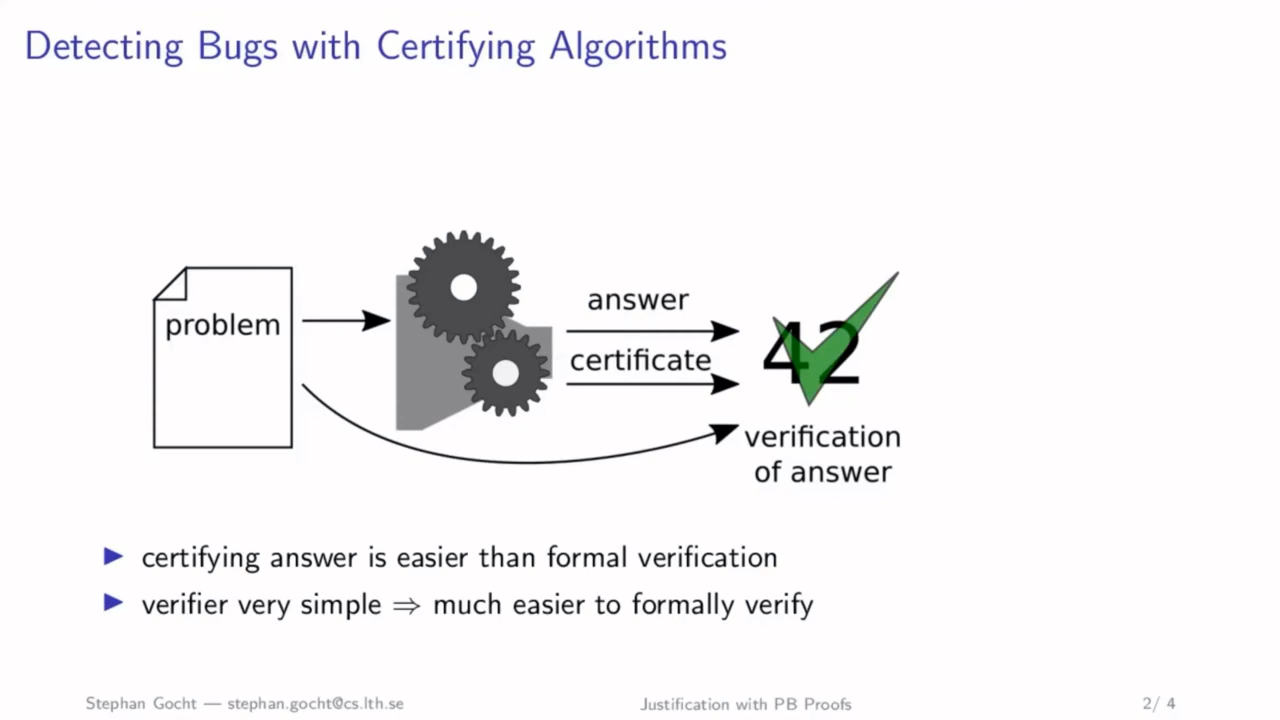 Detecting Bugs with Certifying Algorithms
problem
answer
certificate
42
verification
of answer
▶ certifying answer is easier than formal verification
▶ verifier very simple ⇒ much easier to formally verify
Stephan Gocht — stephan.gocht@cs.lth.se Justification with PB Proofs 2/ 4